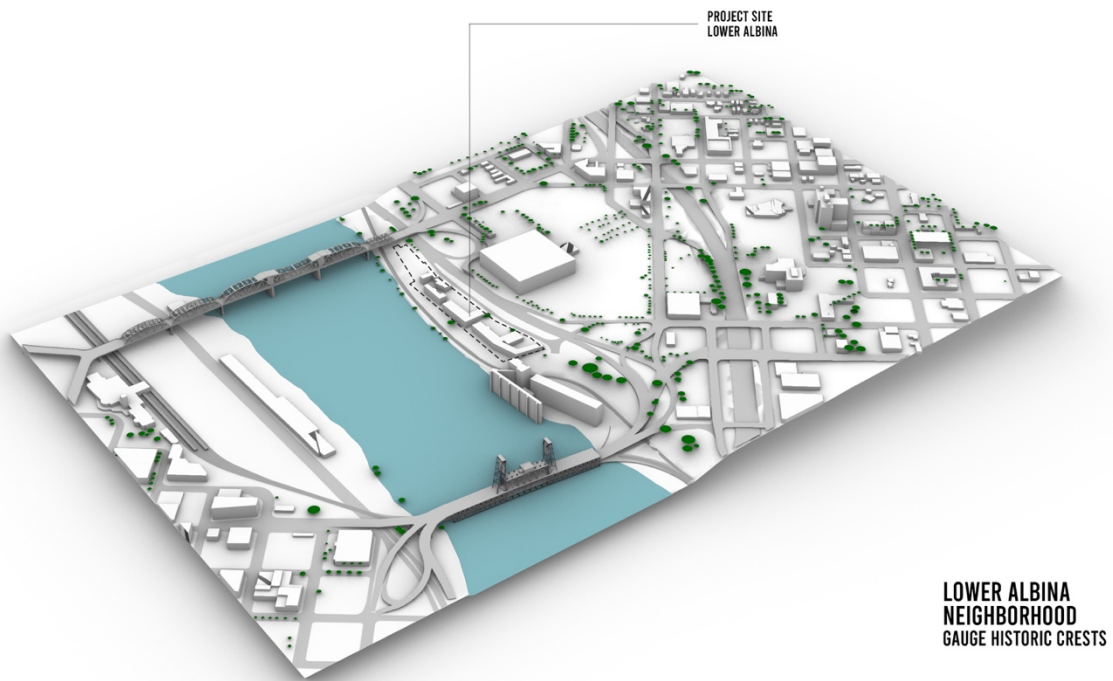 PROJECT SITE
LOWER ALBINA
LOWER ALBINA
NEIGHBORHOOD
GAUGE HISTORIC CRESTS